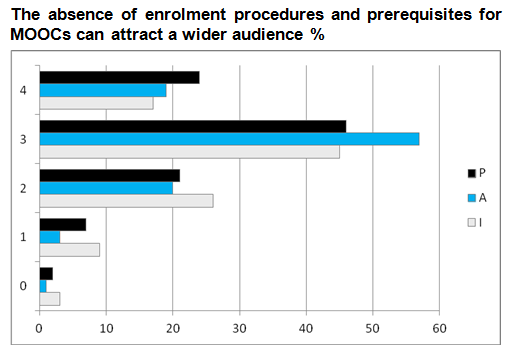 The absence of enrolment procedures and prerequisites for
MOOCs can attract a wider audience %
4
3
2
1
0
P
A
I
0 10 20 30 40 50 60